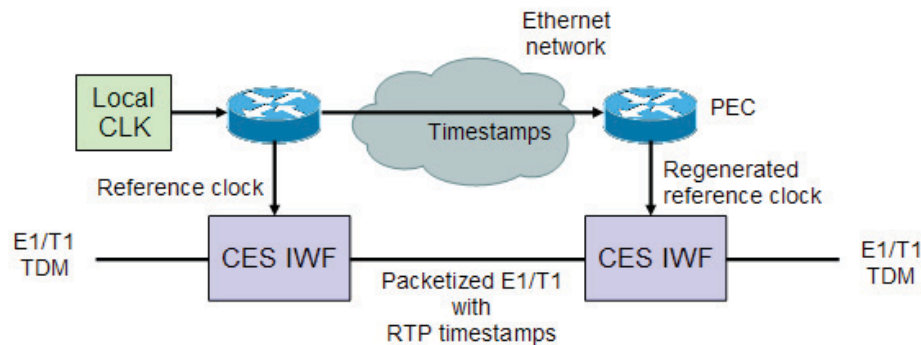 Ethernet
network
Local
CLK
PEC
Timestamps
Reference clock
Regenerated
reference clock
E1/T1
TDM
CES IWF
CES IWF
E1/T1
TDM
Packetized E1/T1
with
RTP timestamps